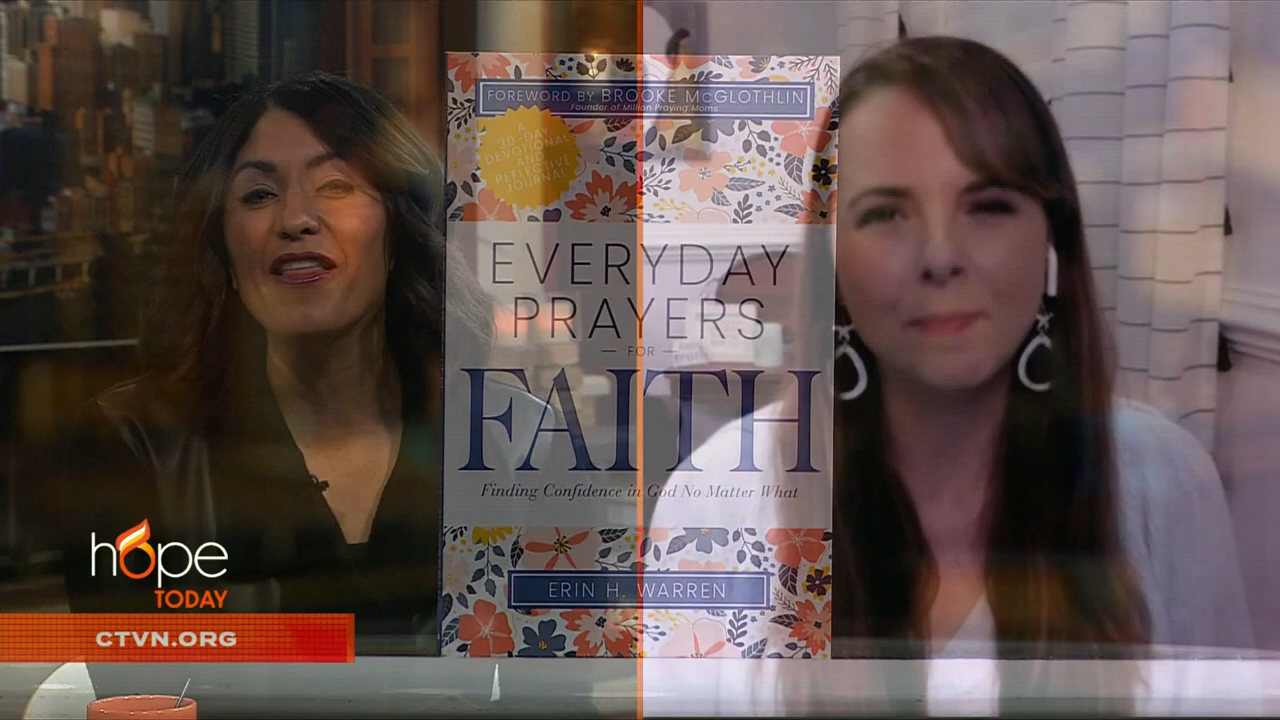 FOREWORD BY BROOKE McGLOTHLIN
Founder of Million Praying Moms
A
30-DAY
DEVOTIONAL
AND
REFLECTIVE
JOURNAL
EVERYDAY
PRAYERS
— FOR —
FAITH
Finding Confidence in God No Matter What
ERIN H. WARREN
hope
TODAY
CTVN.ORG